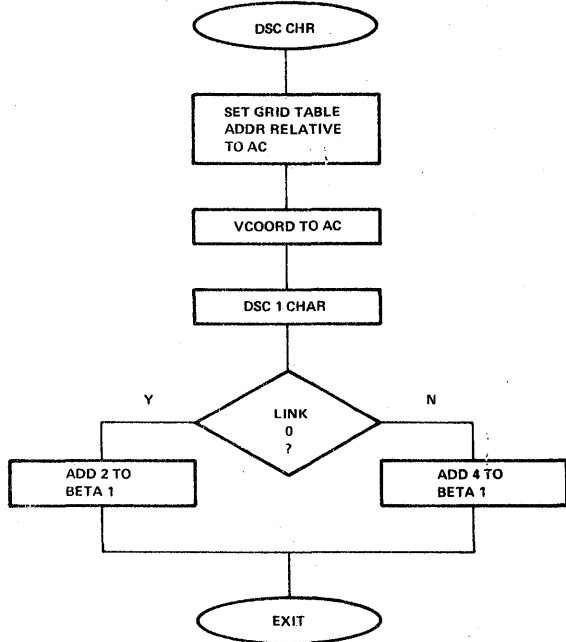 DSC CHR
SET GRID TABLE
ADDR RELATIVE
TO AC
VCOORD TO AC
DSC 1 CHAR
Y
N
LINK
0
?
ADD 2 TO
BETA 1
ADD 4 TO
BETA 1
EXIT